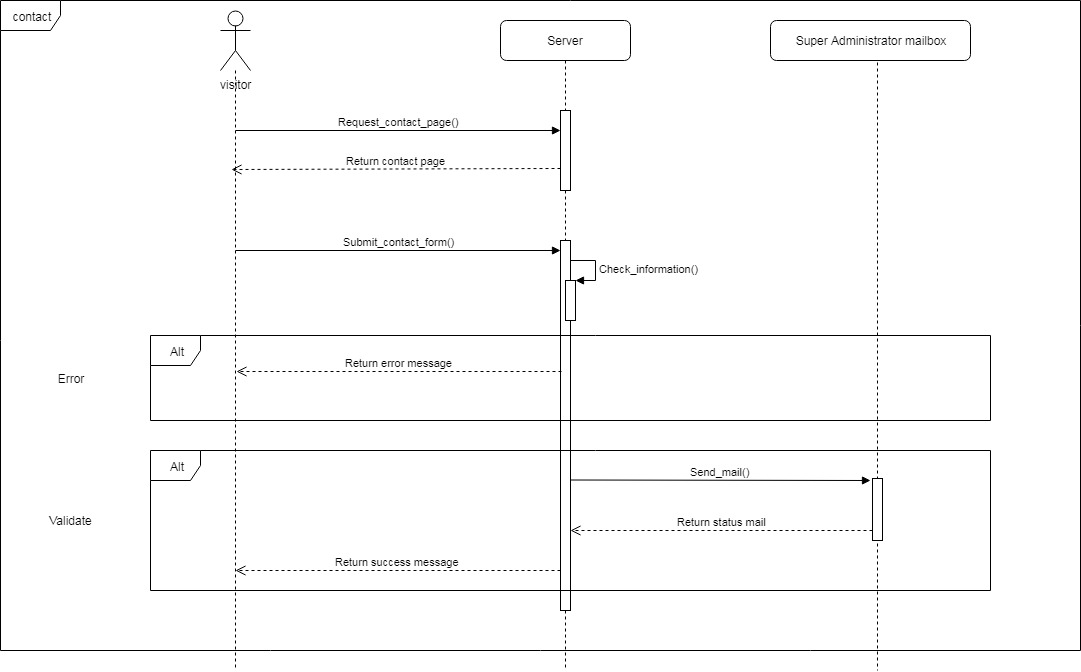 contact
Server
Super Administrator mailbox
visitor
Request_contact_page()
Return contact page
Submit_contact_form()
Check_information()
Alt
Return error message
Error
Alt
Send_mail()
Validate
Return status mail
Return success message